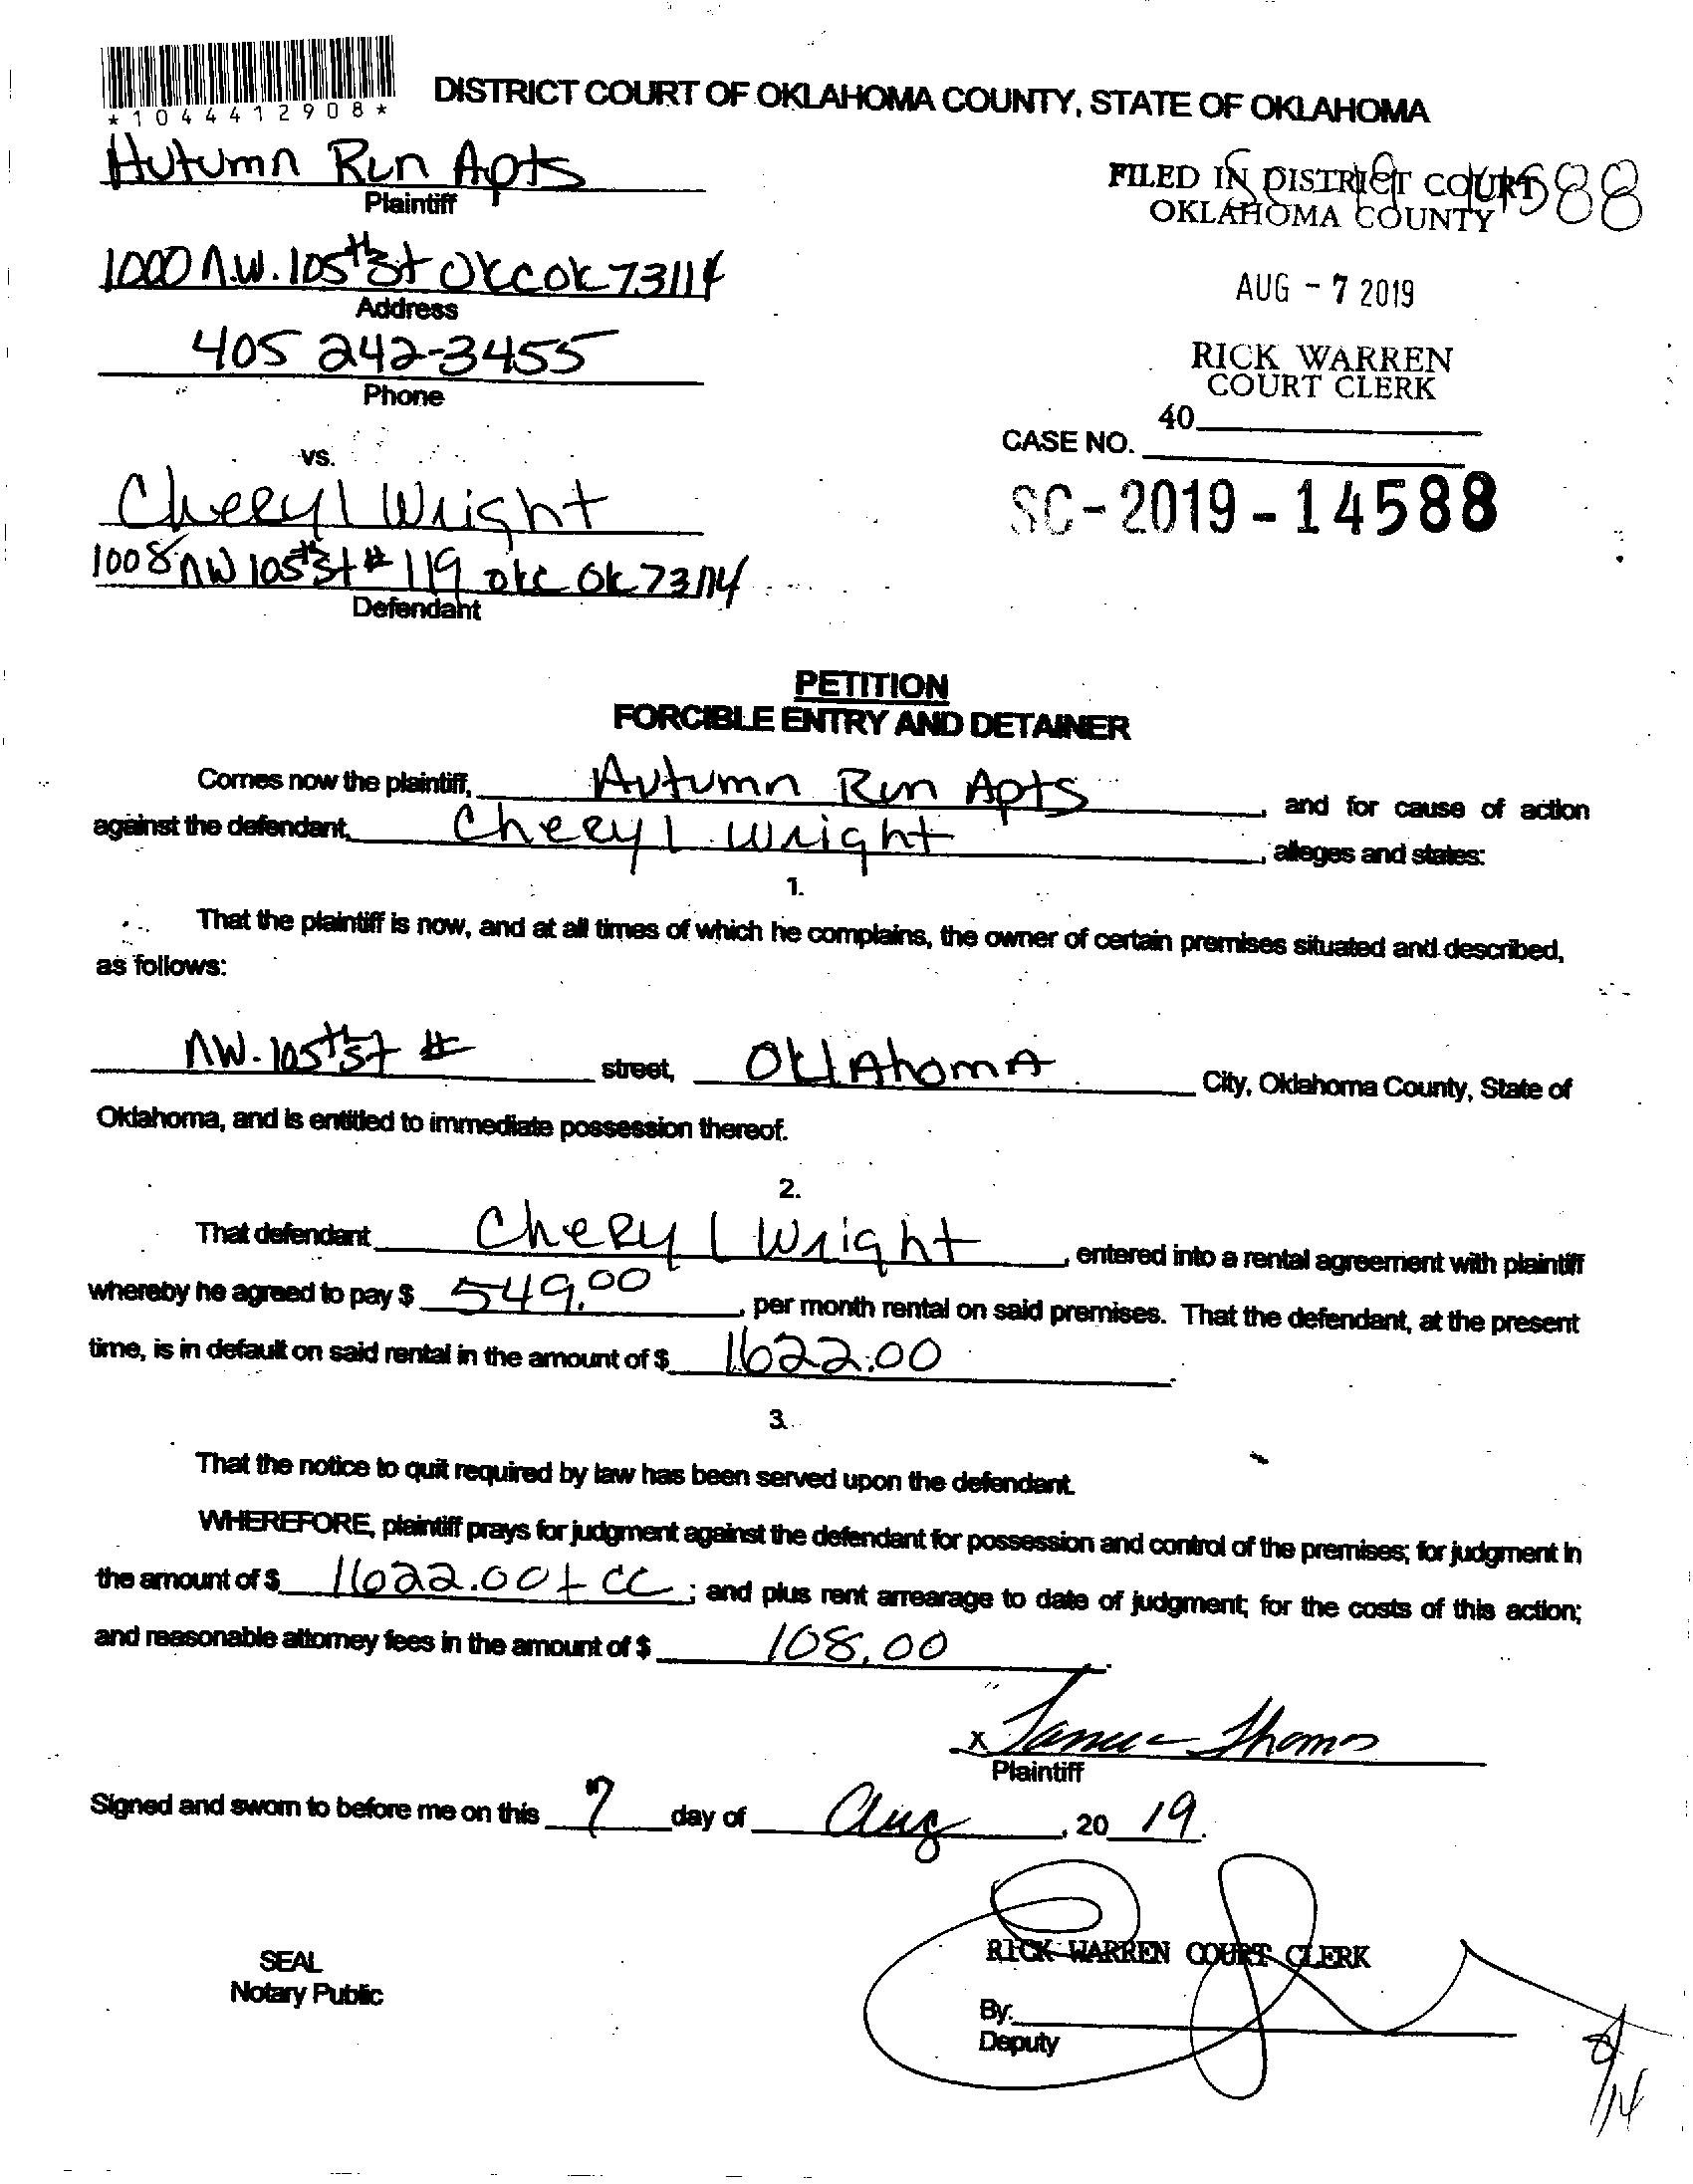 *1044412908*
DISTRICT COURT OF OKLAHOMA COUNTY, STATE OF OKLAHOMA
Autumn Run Apts
Plaintiff
FILED IN DISTRICT COURT
OKLAHOMA COUNTY
SC-19-14588
1000 N.W. 105th St OKC OK 73114
Address
AUG - 7 2019
405 242-3455
Phone
RICK WARREN
COURT CLERK
40
CASE NO.
SC-2019-14588
vs.
Cheryl Wright
1008 NW 105th St # 119 OKC OK 73114
Defendant
PETITION
FORCIBLE ENTRY AND DETAINER
Comes now the plaintiff, Autumn Run Apts, and for cause of action
against the defendant, Cheryl Wright, alleges and states:
1.
That the plaintiff is now, and at all times of which he complains, the owner of certain premises situated and described,
as follows:
NW. 105th St # street, Oklahoma City, Oklahoma County, State of
Oklahoma, and is entitled to immediate possession thereof.
2.
That defendant Cheryl Wright, entered into a rental agreement with plaintiff
whereby he agreed to pay $ 549.00, per month rental on said premises. That the defendant, at the present
time, is in default on said rental in the amount of $ 1622.00.
3.
That the notice to quit required by law has been served upon the defendant.
WHEREFORE, plaintiff prays for judgment against the defendant for possession and control of the premises; for judgment in
the amount of $ 1622.00 + CC; and plus rent arrearage to date of judgment; for the costs of this action;
and reasonable attorney fees in the amount of $ 108.00.
x Thomas
Plaintiff
Signed and sworn to before me on this 7 day of Aug, 20 19.
SEAL
Notary Public
RICK WARREN COURT CLERK
By:
Deputy